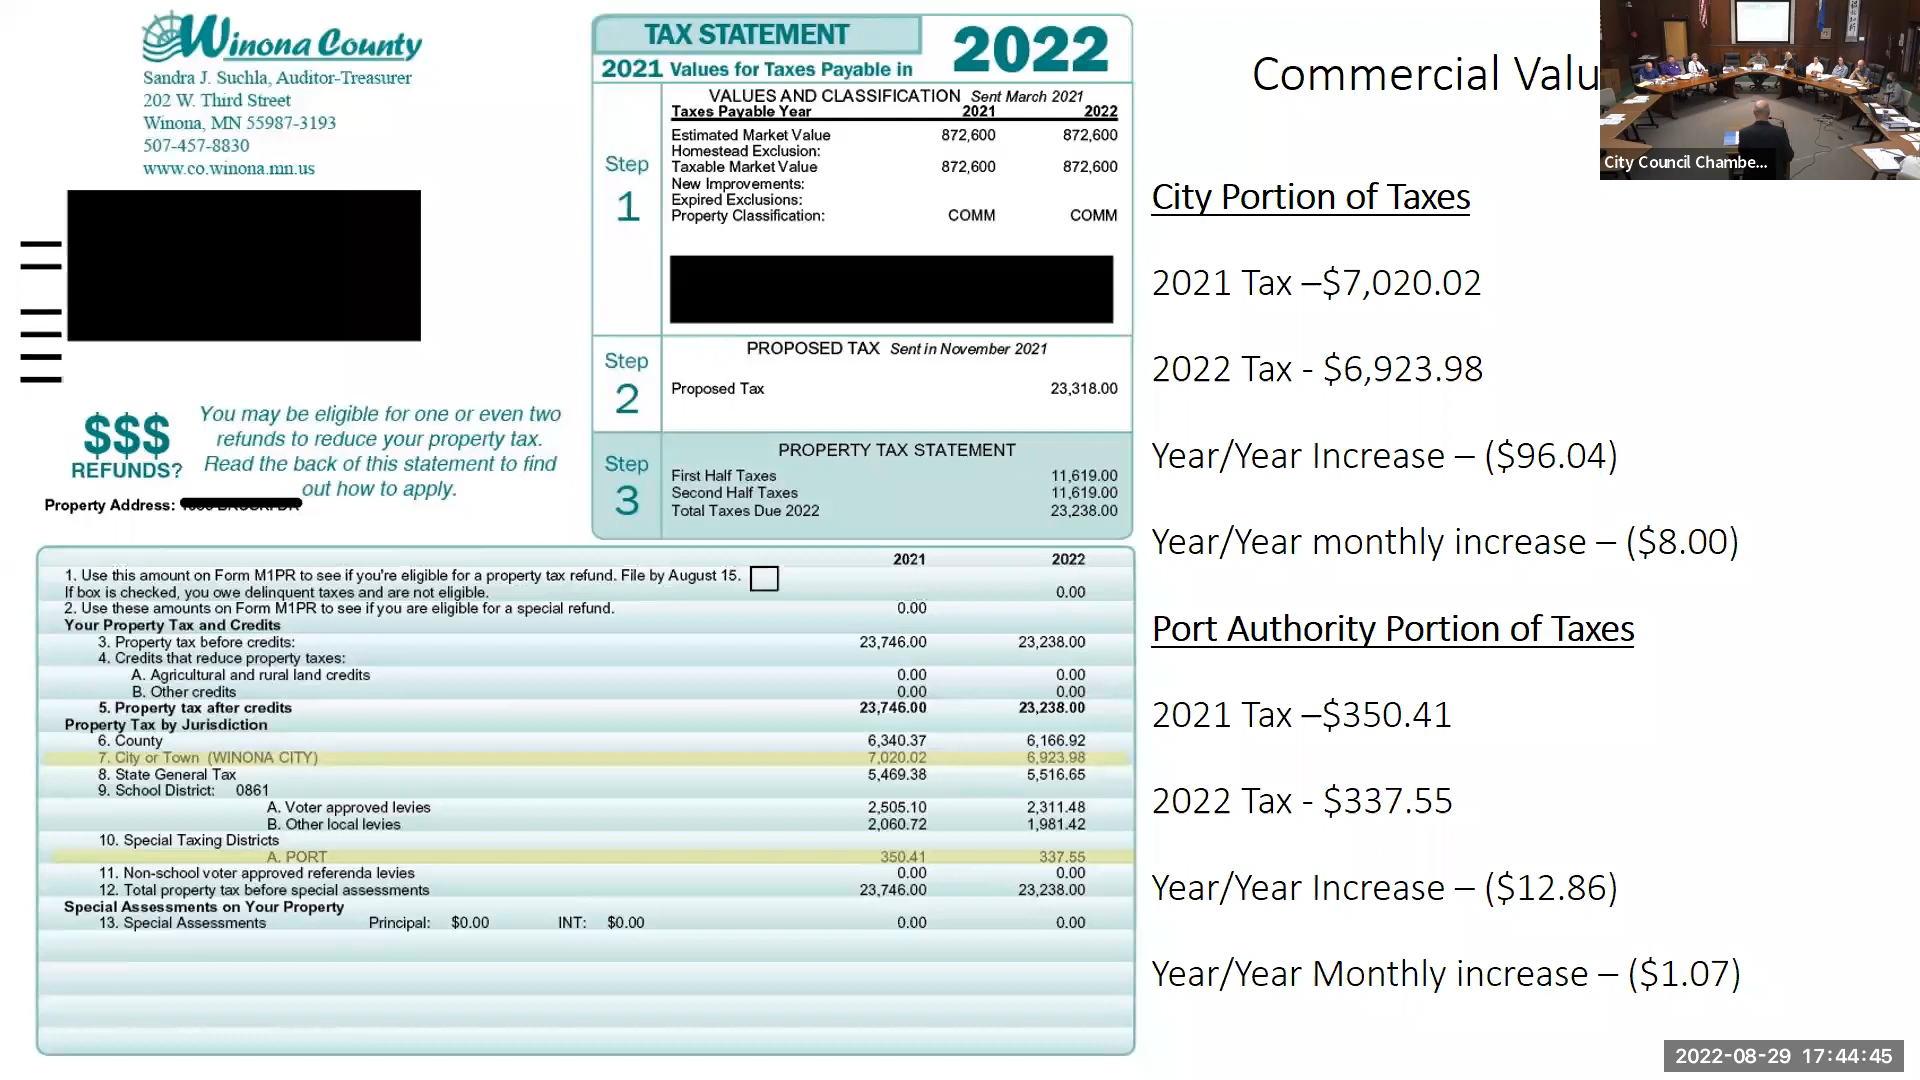 Winona County
Sandra J. Suchla, Auditor-Treasurer
202 W. Third Street
Winona, MN 55987-3193
507-457-8830
www.co.winona.mn.us
$$$
REFUNDS?
You may be eligible for one or even two
refunds to reduce your property tax.
Read the back of this statement to find
out how to apply.
Property Address:
TAX STATEMENT
2022
2021 Values for Taxes Payable in
Step
1
VALUES AND CLASSIFICATION Sent March 2021
Taxes Payable Year 2021 2022
Estimated Market Value 872,600 872,600
Homestead Exclusion:
Taxable Market Value 872,600 872,600
New Improvements:
Expired Exclusions:
Property Classification: COMM COMM
Step
2
PROPOSED TAX Sent in November 2021
Proposed Tax 23,318.00
Step
3
PROPERTY TAX STATEMENT
First Half Taxes 11,619.00
Second Half Taxes 11,619.00
Total Taxes Due 2022 23,238.00
2021 2022
1. Use this amount on Form M1PR to see if you're eligible for a property tax refund. File by August 15.
If box is checked, you owe delinquent taxes and are not eligible. 0.00
2. Use these amounts on Form M1PR to see if you are eligible for a special refund. 0.00
Your Property Tax and Credits
3. Property tax before credits: 23,746.00 23,238.00
4. Credits that reduce property taxes:
A. Agricultural and rural land credits 0.00 0.00
B. Other credits 0.00 0.00
5. Property tax after credits 23,746.00 23,238.00
Property Tax by Jurisdiction
6. County 6,340.37 6,166.92
7. City or Town (WINONA CITY) 7,020.02 6,923.98
8. State General Tax 5,469.38 5,516.65
9. School District: 0861
A. Voter approved levies 2,505.10 2,311.48
B. Other local levies 2,060.72 1,981.42
10. Special Taxing Districts
A. PORT 350.41 337.55
11. Non-school voter approved referenda levies 0.00 0.00
12. Total property tax before special assessments 23,746.00 23,238.00
Special Assessments on Your Property
13. Special Assessments Principal: $0.00 INT: $0.00 0.00 0.00
Commercial Valu
City Portion of Taxes
2021 Tax –$7,020.02
2022 Tax - $6,923.98
Year/Year Increase – ($96.04)
Year/Year monthly increase – ($8.00)
Port Authority Portion of Taxes
2021 Tax –$350.41
2022 Tax - $337.55
Year/Year Increase – ($12.86)
Year/Year Monthly increase – ($1.07)
City Council Chambe...
2022-08-29 17:44:45